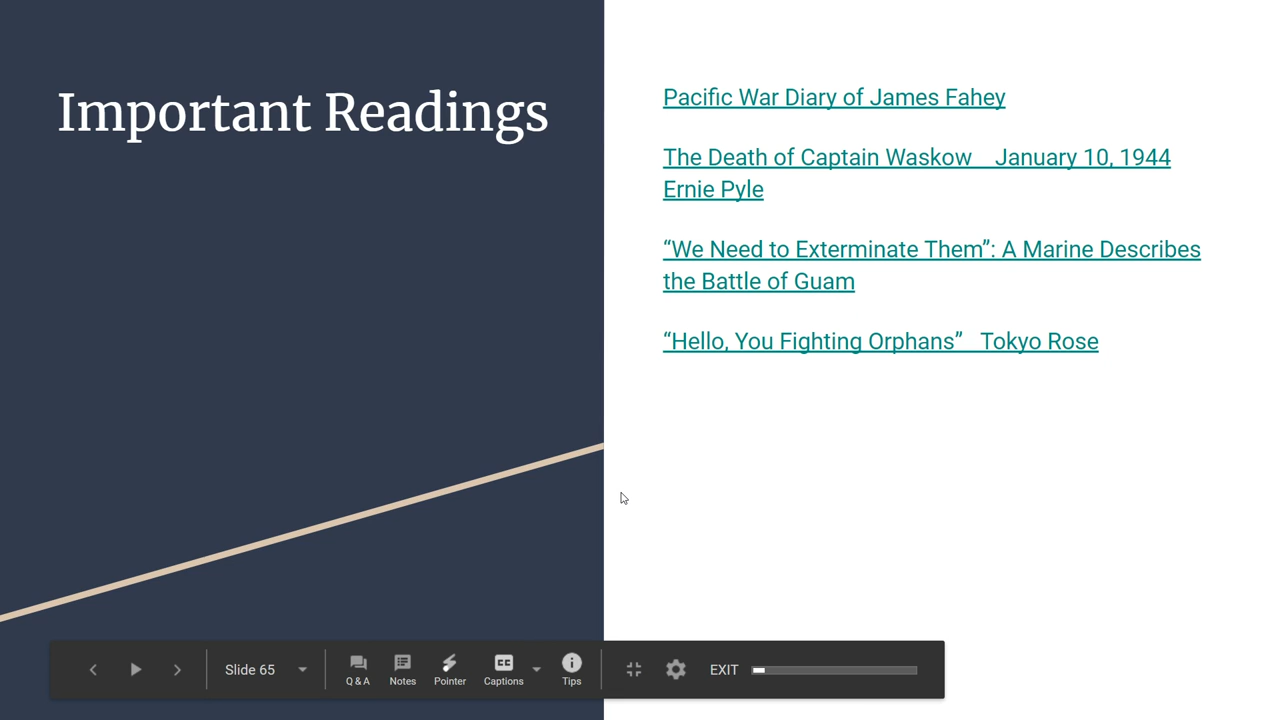 Important Readings
Pacific War Diary of James Fahey
The Death of Captain Waskow    January 10, 1944
Ernie Pyle
“We Need to Exterminate Them”: A Marine Describes
the Battle of Guam
“Hello, You Fighting Orphans”   Tokyo Rose
Slide 65
Q & A
Notes
Pointer
CC
Captions
Tips
EXIT